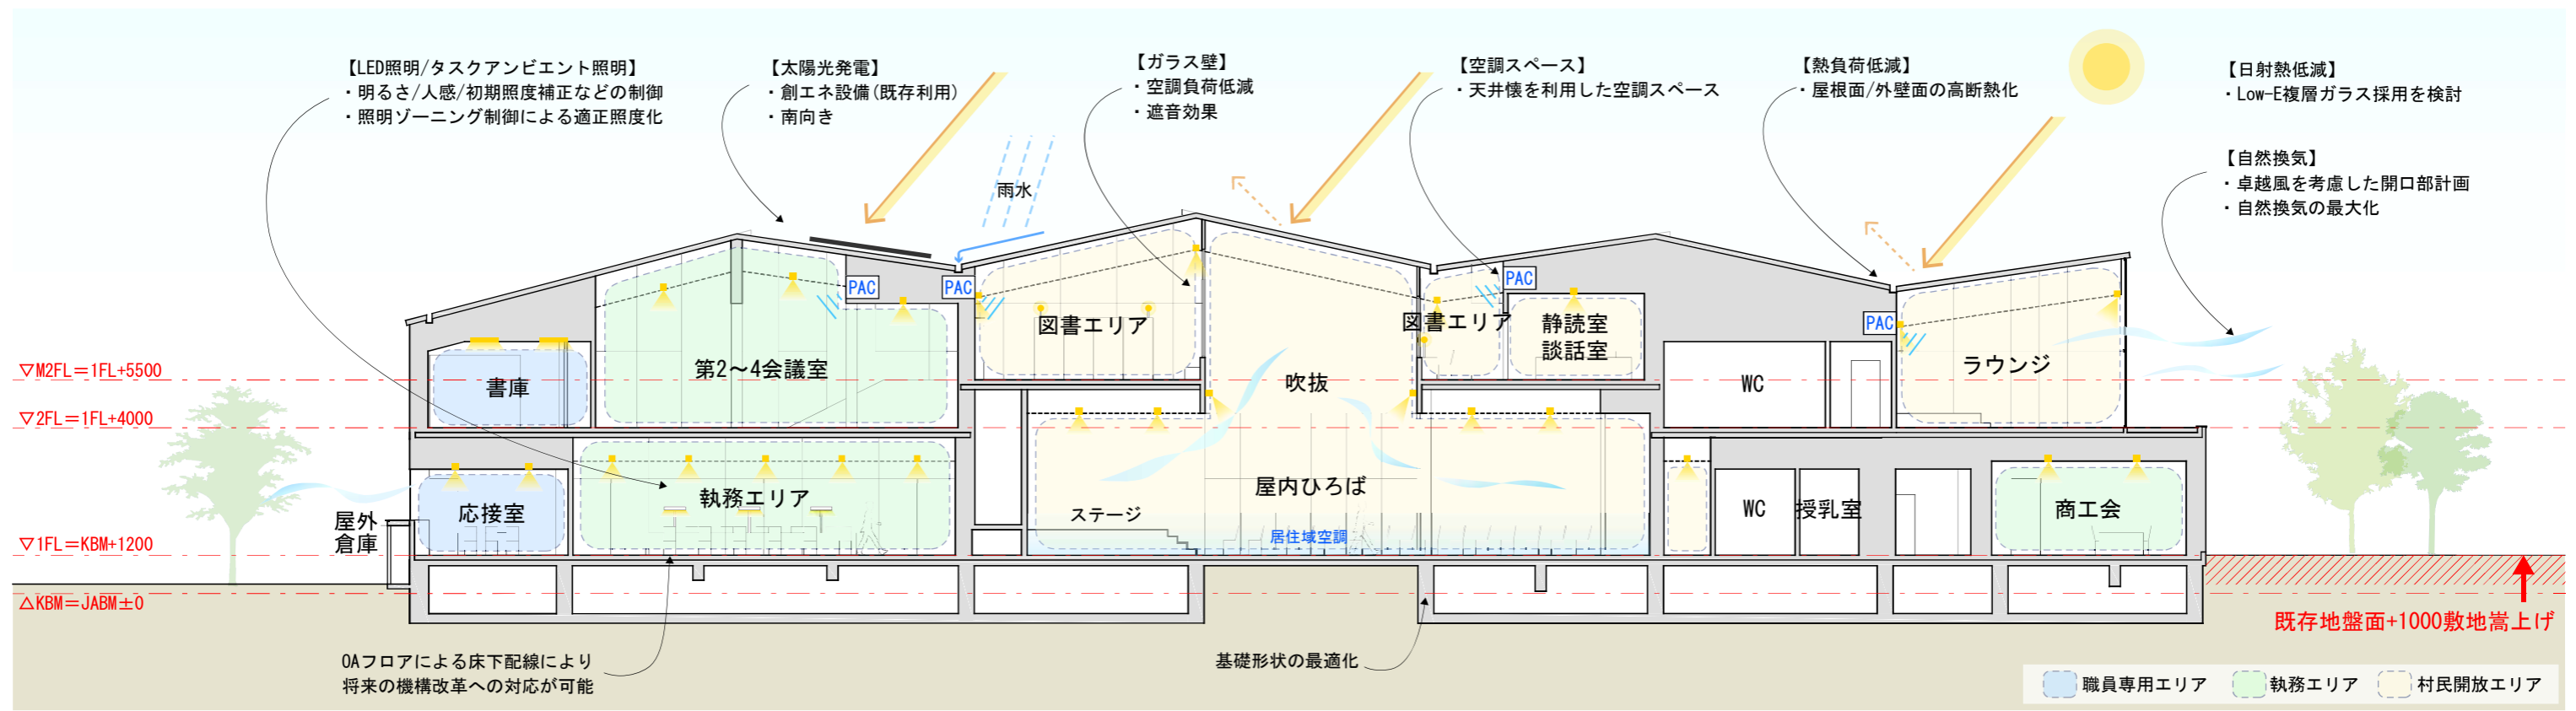 【LED照明/タスクアンビエント照明】
・明るさ/人感/初期照度補正などの制御
・照明ゾーニング制御による適正照度化
【太陽光発電】
・創エネ設備(既存利用)
・南向き
【ガラス壁】
・空調負荷低減
・遮音効果
【空調スペース】
・天井懐を利用した空調スペース
【熱負荷低減】
・屋根面/外壁面の高断熱化
【日射熱低減】
・Low-E複層ガラス採用を検討
【自然換気】
・卓越風を考慮した開口部計画
・自然換気の最大化
雨水
PAC
PAC
PAC
PAC
図書エリア
図書エリア
静読室
談話室
第2～4会議室
書庫
吹抜
WC
ラウンジ
▽M2FL=1FL+5500
▽2FL=1FL+4000
▽1FL=KBM+1200
△KBM=JABM±0
応接室
執務エリア
屋内ひろば
ステージ
居住域空調
WC
授乳室
商工会
屋外
倉庫
既存地盤面+1000敷地嵩上げ
OAフロアによる床下配線により
将来の機構改革への対応が可能
基礎形状の最適化
職員専用エリア
執務エリア
村民開放エリア